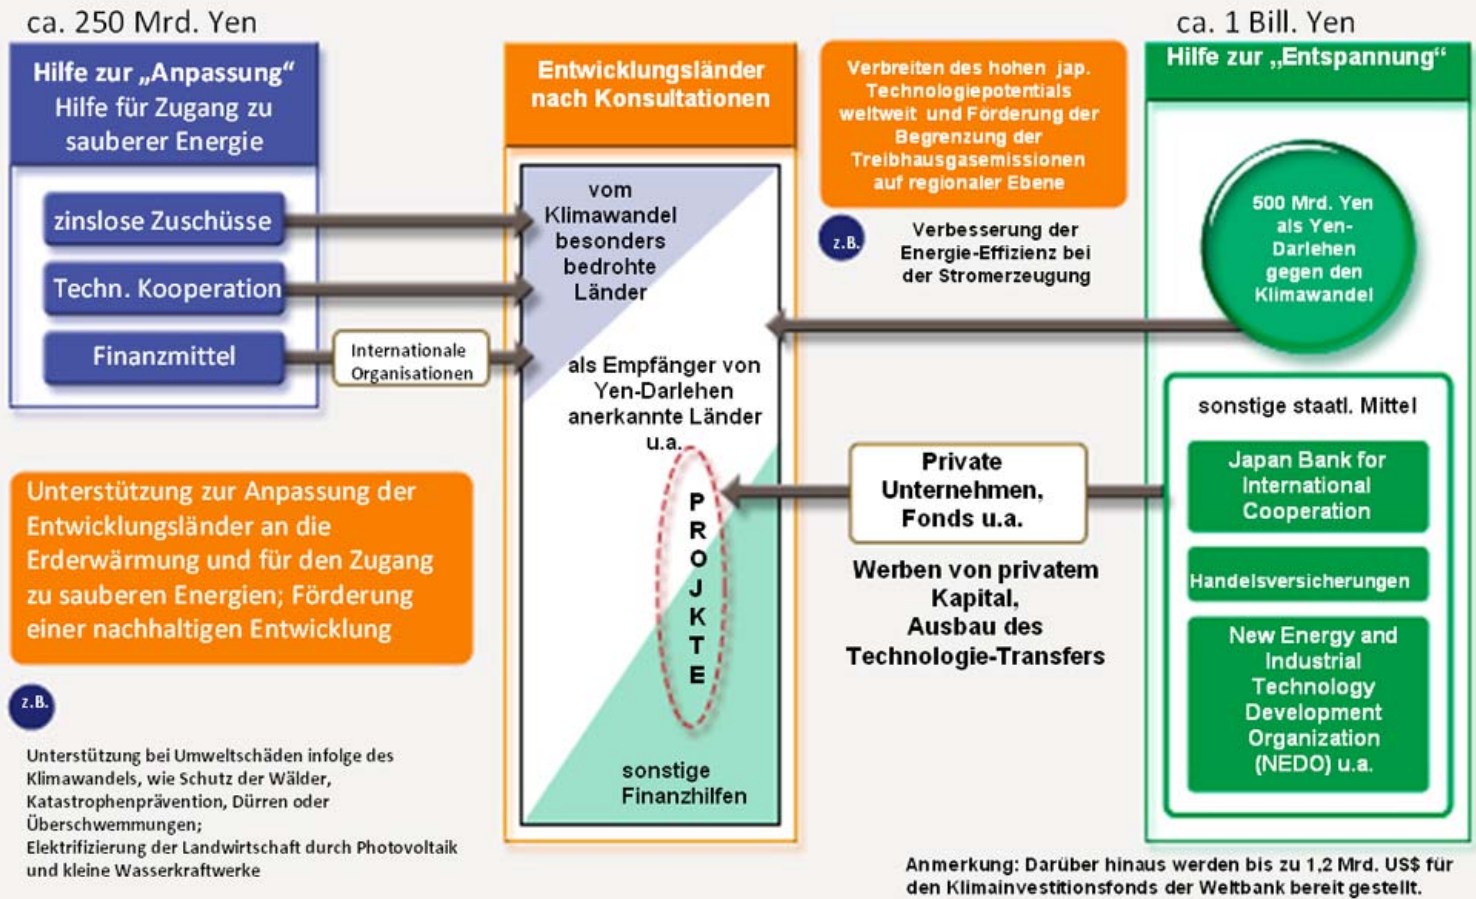 ca. 250 Mrd. Yen
Hilfe zur „Anpassung“
Hilfe für Zugang zu
sauberer Energie
zinslose Zuschüsse
Techn. Kooperation
Finanzmittel
Internationale
Organisationen
Unterstützung zur Anpassung der
Entwicklungsländer an die
Erderwärmung und für den Zugang
zu sauberen Energien; Förderung
einer nachhaltigen Entwicklung
z.B.
Unterstützung bei Umweltschäden infolge des
Klimawandels, wie Schutz der Wälder,
Katastrophenprävention, Dürren oder
Überschwemmungen;
Elektrifizierung der Landwirtschaft durch Photovoltaik
und kleine Wasserkraftwerke
Entwicklungsländer
nach Konsultationen
vom
Klimawandel
besonders
bedrohte
Länder
als Empfänger von
Yen-Darlehen
anerkannte Länder
u.a.
P
R
O
J
K
T
E
sonstige
Finanzhilfen
Verbreiten des hohen jap.
Technologiepotentials
weltweit und Förderung der
Begrenzung der
Treibhausgasemissionen
auf regionaler Ebene
z.B.
Verbesserung der
Energie-Effizienz bei
der Stromerzeugung
Private
Unternehmen,
Fonds u.a.
Werben von privatem
Kapital,
Ausbau des
Technologie-Transfers
ca. 1 Bill. Yen
Hilfe zur „Entspannung“
500 Mrd. Yen
als Yen-
Darlehen
gegen den
Klimawandel
sonstige staatl. Mittel
Japan Bank for
International
Cooperation
Handelsversicherungen
New Energy and
Industrial
Technology
Development
Organization
(NEDO) u.a.
Anmerkung: Darüber hinaus werden bis zu 1,2 Mrd. US$ für
den Klimainvestitionsfonds der Weltbank bereit gestellt.